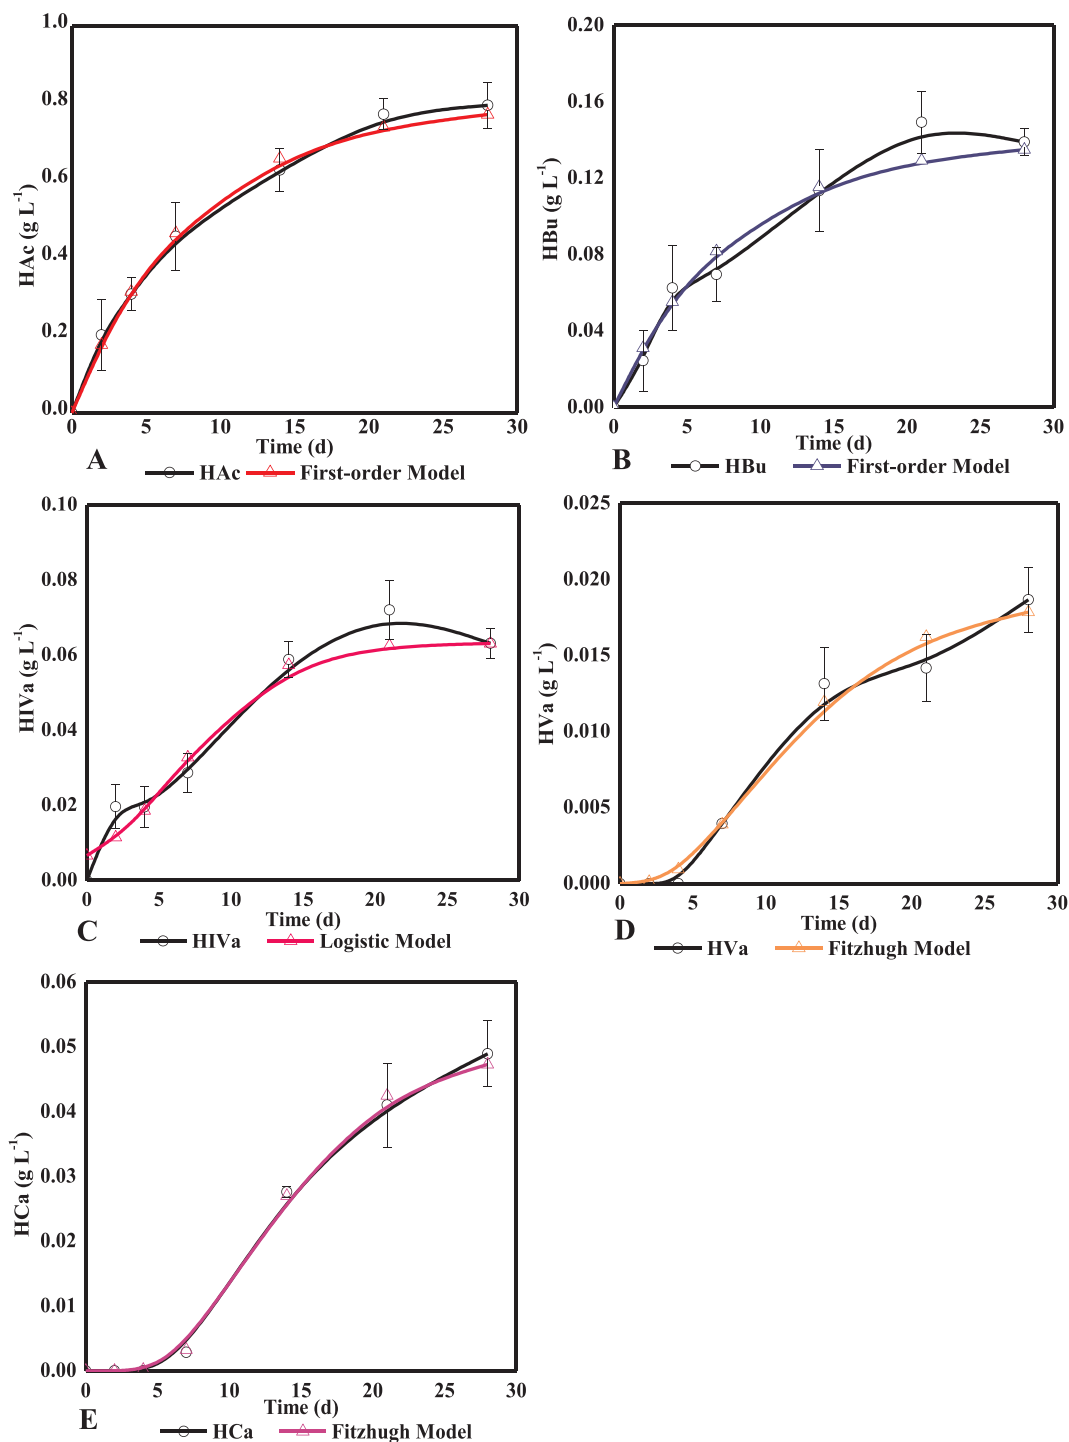 1.0
0.8
0.6
0.4
0.2
0.0
HAc (g L-1)
0 5 10 15 20 25 30
Time (d)
A
HAc First-order Model
0.20
0.16
0.12
0.08
0.04
0.00
HBu (g L-1)
0 5 10 15 20 25 30
Time (d)
B
HBu First-order Model
0.10
0.08
0.06
0.04
0.02
0.00
HIVa (g L-1)
0 5 10 15 20 25 30
Time (d)
C
HIVa Logistic Model
0.025
0.020
0.015
0.010
0.005
0.000
HVa (g L-1)
0 5 10 15 20 25 30
Time (d)
D
HVa Fitzhugh Model
0.06
0.05
0.04
0.03
0.02
0.01
0.00
HCa (g L-1)
0 5 10 15 20 25 30
Time (d)
E
HCa Fitzhugh Model